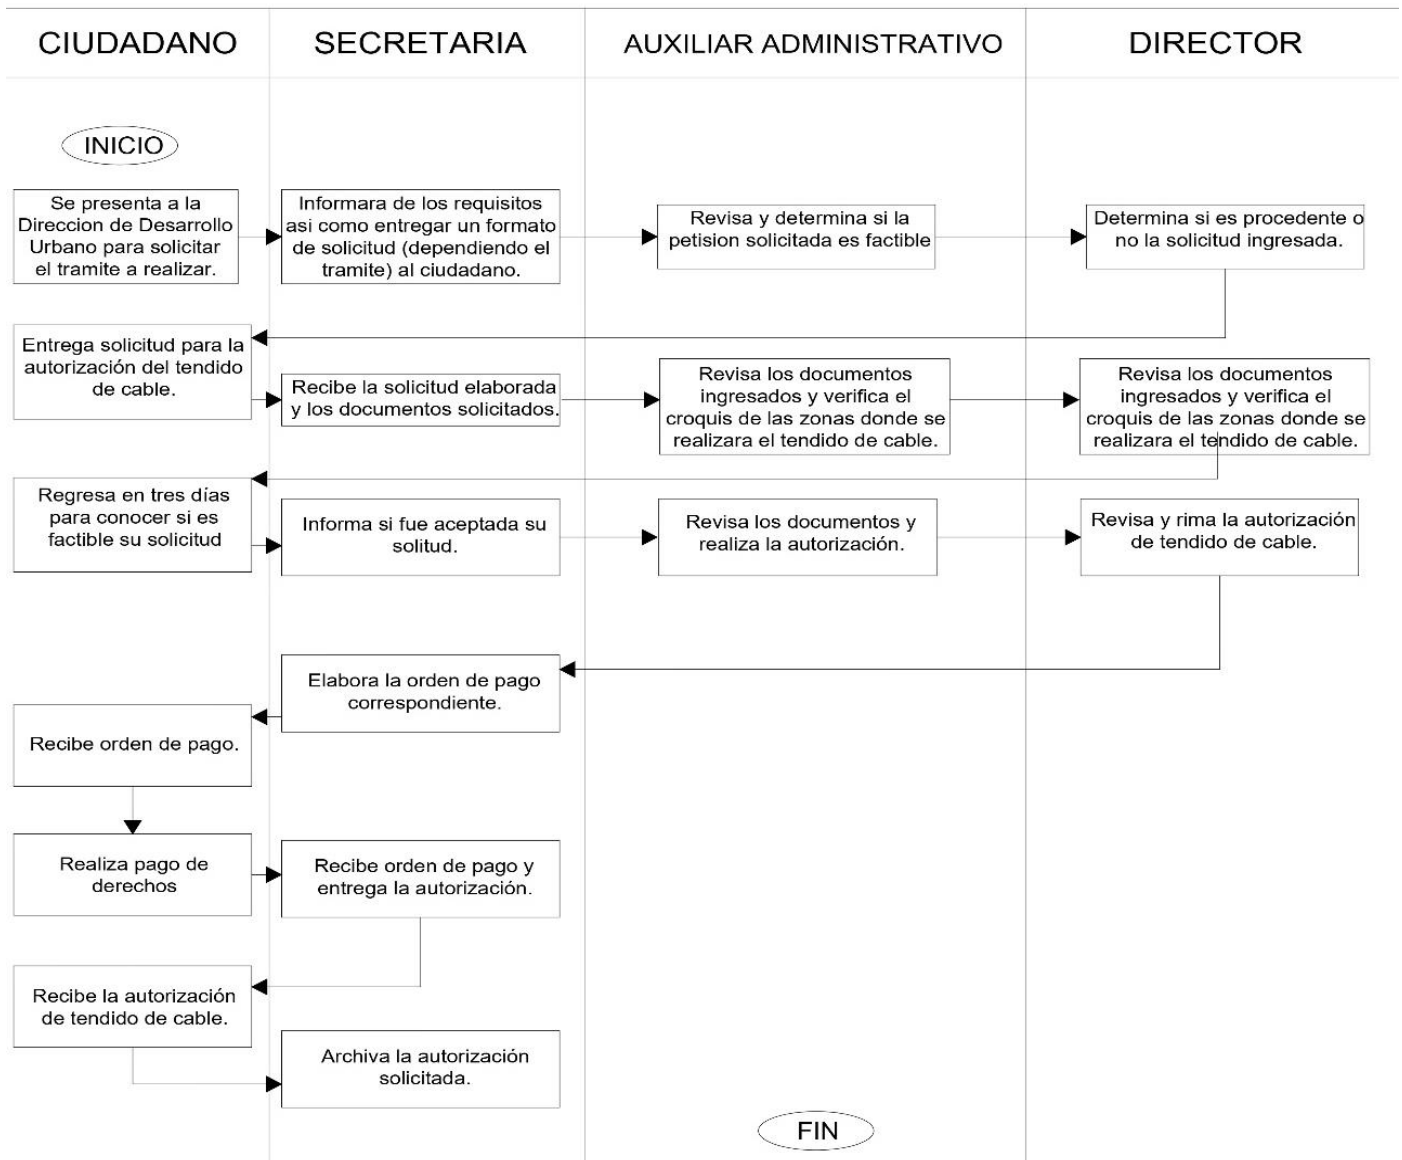 CIUDADANO
SECRETARIA
AUXILIAR ADMINISTRATIVO
DIRECTOR
INICIO
Se presenta a la
Direccion de Desarrollo
Urbano para solicitar
el tramite a realizar.
Informara de los requisitos
asi como entregar un formato
de solicitud (dependiendo el
tramite) al ciudadano.
Revisa y determina si la
petision solicitada es factible
Determina si es procedente o
no la solicitud ingresada.
Entrega solicitud para la
autorización del tendido
de cable.
Recibe la solicitud elaborada
y los documentos solicitados.
Revisa los documentos
ingresados y verifica el
croquis de las zonas donde se
realizara el tendido de cable.
Revisa los documentos
ingresados y verifica el
croquis de las zonas donde se
realizara el tendido de cable.
Regresa en tres días
para conocer si es
factible su solicitud
Informa si fue aceptada su
solitud.
Revisa los documentos y
realiza la autorización.
Revisa y rima la autorización
de tendido de cable.
Elabora la orden de pago
correspondiente.
Recibe orden de pago.
Realiza pago de
derechos
Recibe orden de pago y
entrega la autorización.
Recibe la autorización
de tendido de cable.
Archiva la autorización
solicitada.
FIN